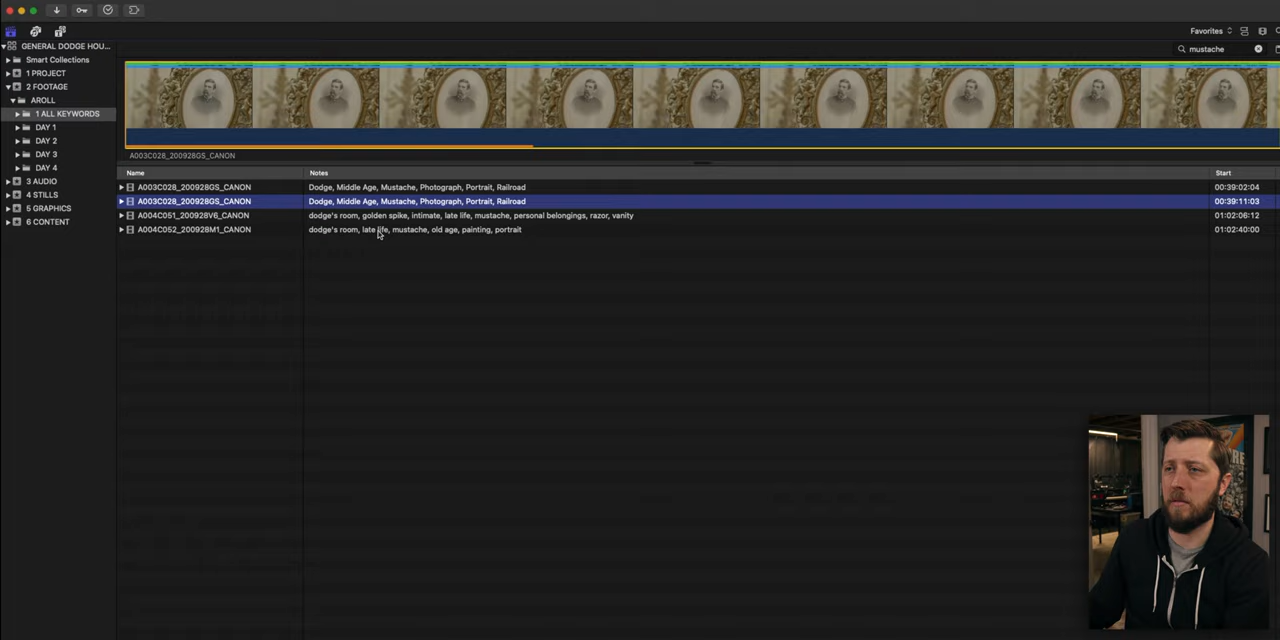 Favorites
mustache
GENERAL DODGE HOU...
Smart Collections
1 PROJECT
2 FOOTAGE
AROLL
1 ALL KEYWORDS
DAY 1
DAY 2
DAY 3
DAY 4
3 AUDIO
4 STILLS
5 GRAPHICS
6 CONTENT
A003C028_200928GS_CANON
Name Notes Start
A003C028_200928GS_CANON Dodge, Middle Age, Mustache, Photograph, Portrait, Railroad 00:39:02:04
A003C028_200928GS_CANON Dodge, Middle Age, Mustache, Photograph, Portrait, Railroad 00:39:11:03
A004C051_200928V6_CANON dodge's room, golden spike, intimate, late life, mustache, personal belongings, razor, vanity 01:02:06:12
A004C052_200928M1_CANON dodge's room, late life, mustache, old age, painting, portrait 01:02:40:00